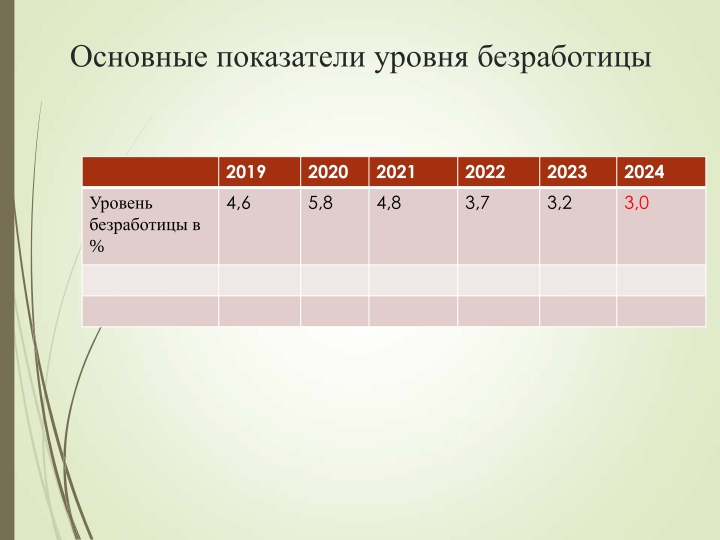 Основные показатели уровня безработицы
2019 2020 2021 2022 2023 2024
Уровень 4,6 5,8 4,8 3,7 3,2 3,0
безработицы в
%